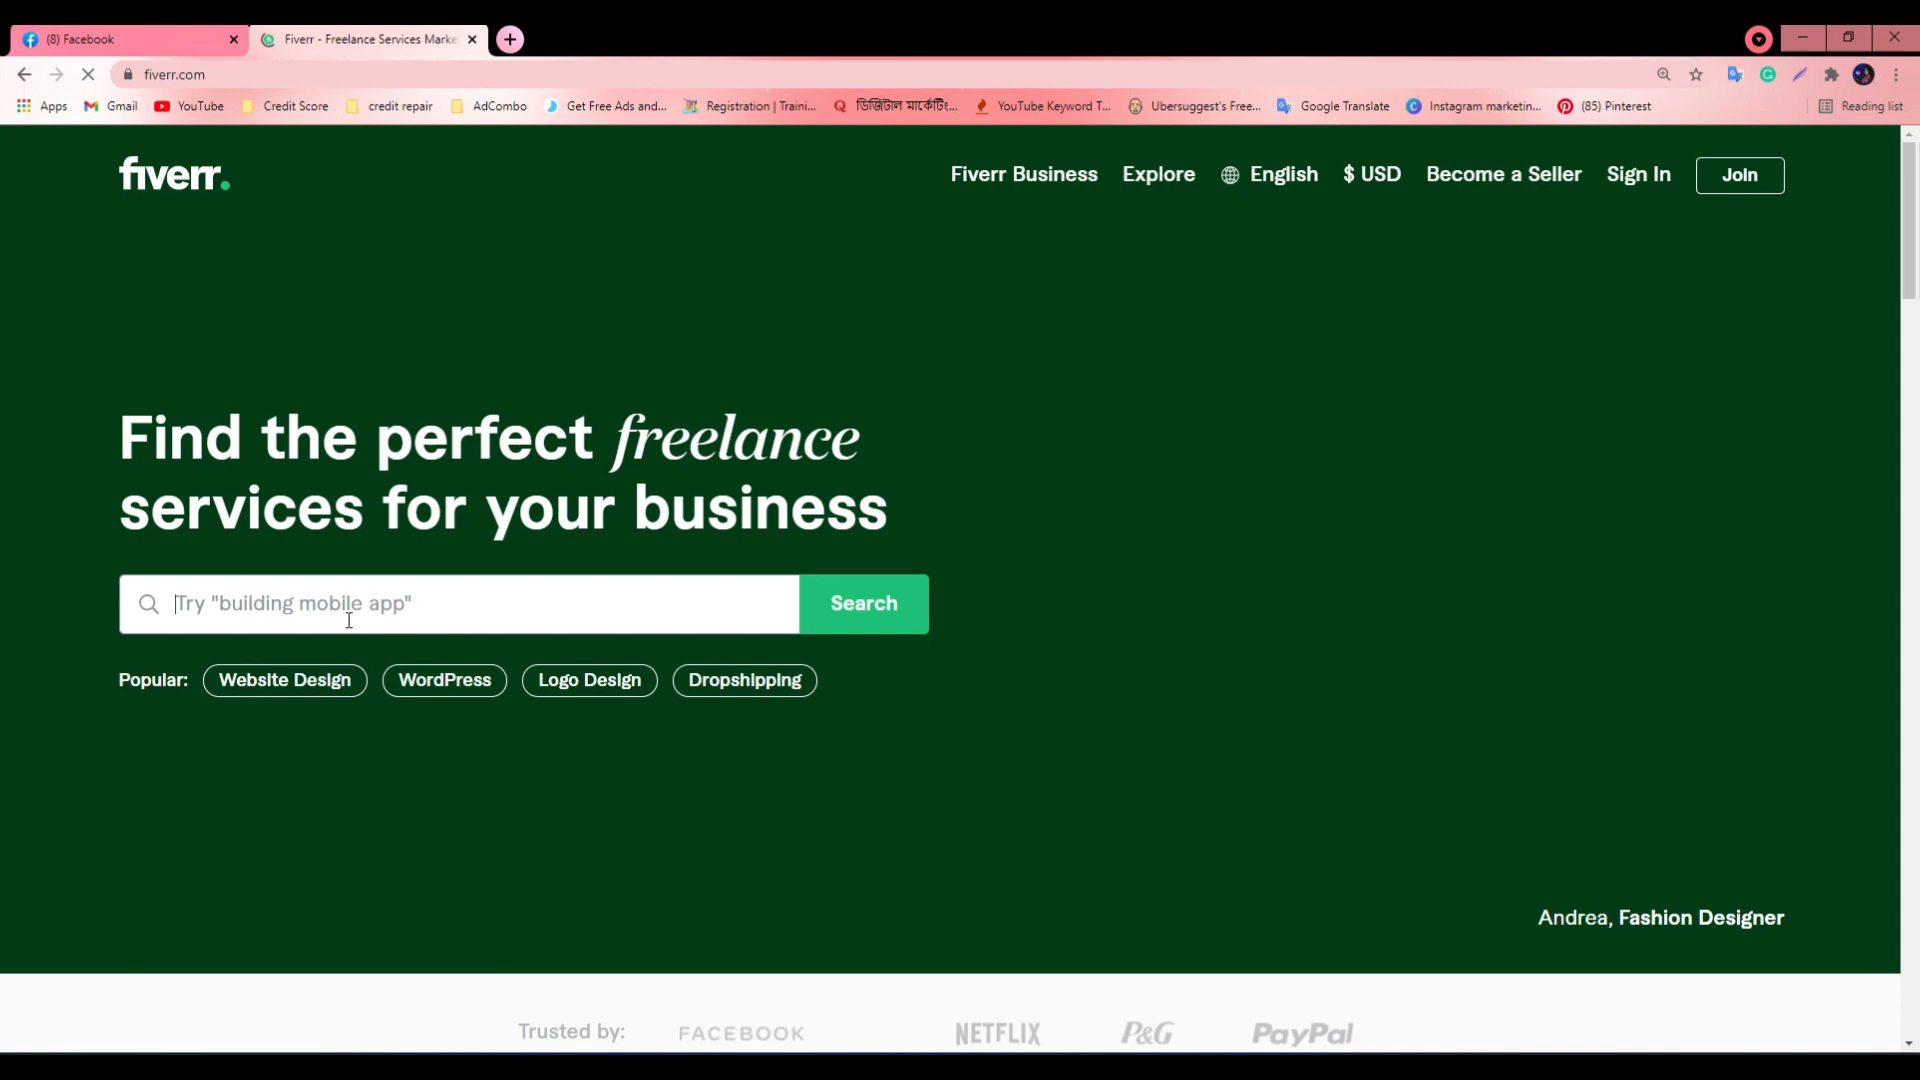 (8) Facebook
Fiverr - Freelance Services Marke
fiverr.com
Apps Gmail YouTube Credit Score credit repair AdCombo Get Free Ads and... Registration | Traini... ডিজিটাল মার্কেটিং... YouTube Keyword T... Ubersuggest's Free... Google Translate Instagram marketin... (85) Pinterest Reading list
fiverr.
Fiverr Business Explore English $ USD Become a Seller Sign In Join
Find the perfect freelance
services for your business
Try "building mobile app" Search
Popular: Website Design WordPress Logo Design Dropshipping
Andrea, Fashion Designer
Trusted by: FACEBOOK NETFLIX P&G PayPal